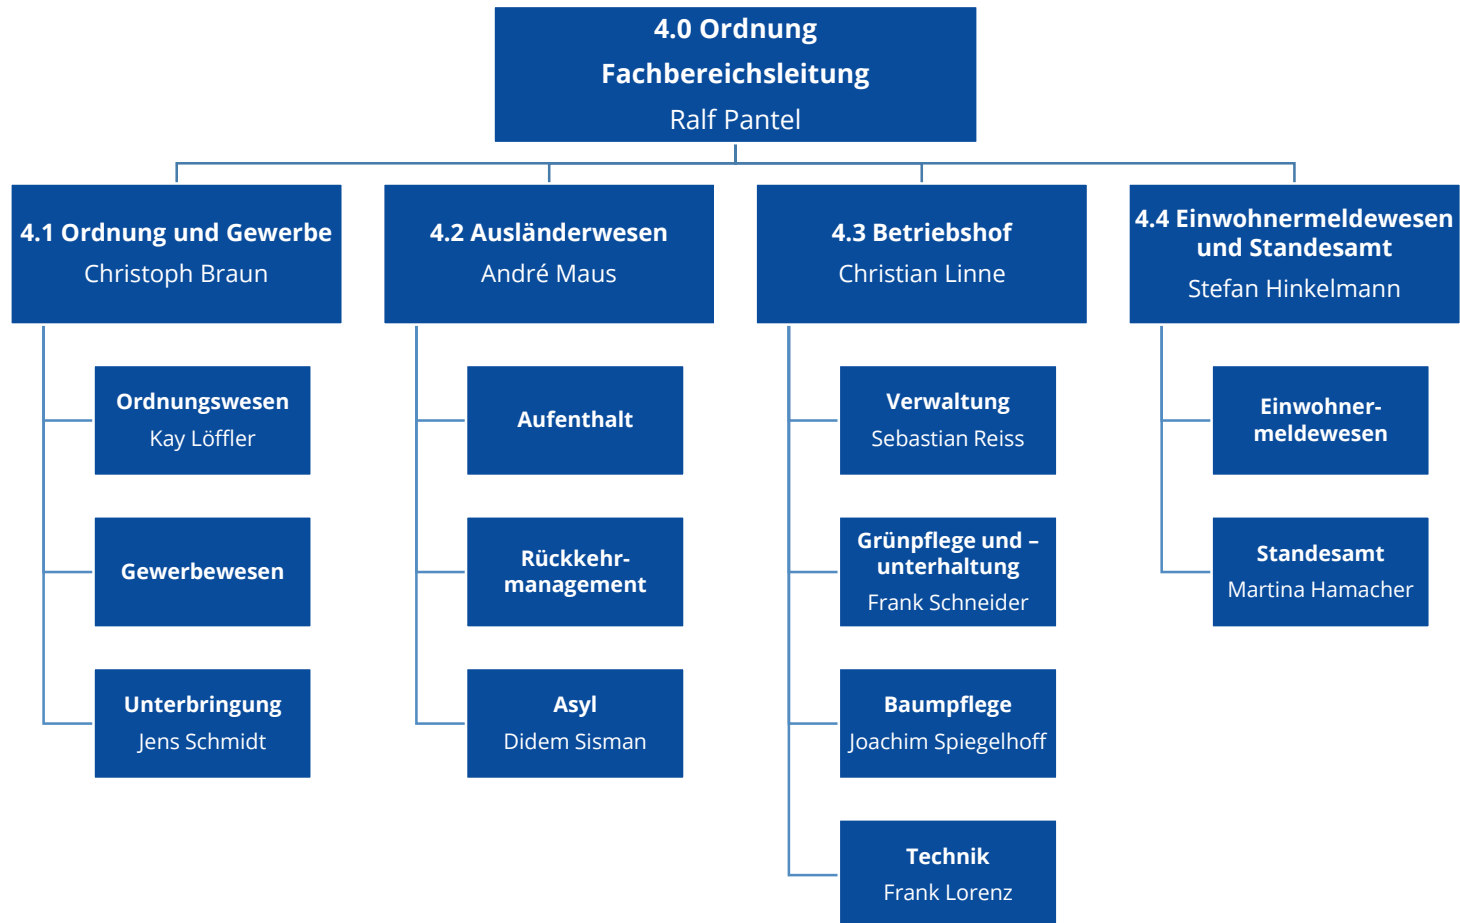 4.0 Ordnung
Fachbereichsleitung
Ralf Pantel
4.1 Ordnung und Gewerbe
Christoph Braun
Ordnungswesen
Kay Löffler
Gewerbewesen
Unterbringung
Jens Schmidt
4.2 Ausländerwesen
André Maus
Aufenthalt
Rückkehr-
management
Asyl
Didem Sisman
4.3 Betriebshof
Christian Linne
Verwaltung
Sebastian Reiss
Grünpflege und –
unterhaltung
Frank Schneider
Baumpflege
Joachim Spiegelhoff
Technik
Frank Lorenz
4.4 Einwohnermeldewesen
und Standesamt
Stefan Hinkelmann
Einwohner-
meldewesen
Standesamt
Martina Hamacher